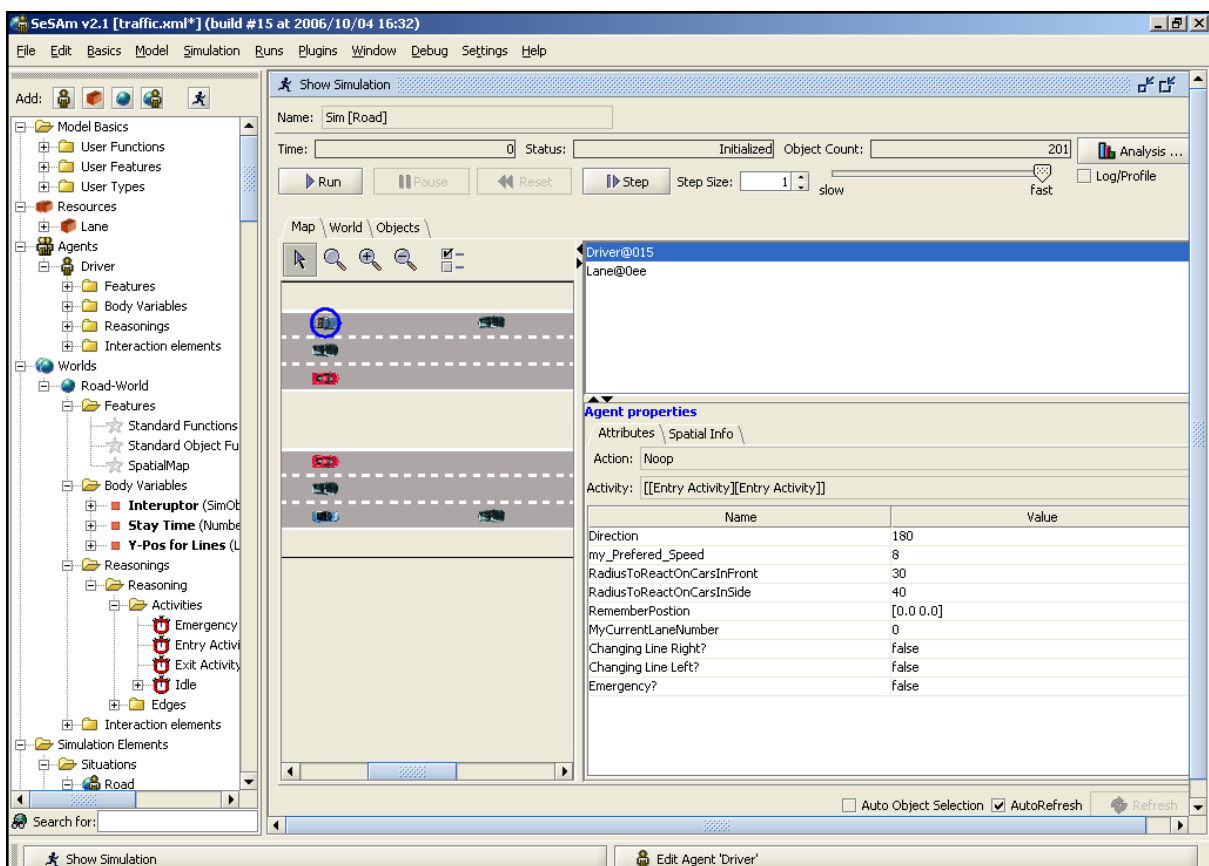 SeSAm v2.1 [traffic.xml*] (build #15 at 2006/10/04 16:32)
File Edit Basics Model Simulation Runs Plugins Window Debug Settings Help
Add:
Model Basics
User Functions
User Features
User Types
Resources
Lane
Agents
Driver
Features
Body Variables
Reasonings
Interaction elements
Worlds
Road-World
Features
Standard Functions
Standard Object Fu
SpatialMap
Body Variables
Interuptor (SimOb
Stay Time (Numbe
Y-Pos for Lines (L
Reasonings
Reasoning
Activities
Emergency
Entry Activi
Exit Activity
Idle
Edges
Interaction elements
Simulation Elements
Situations
Road
Search for:
Show Simulation
Name: Sim [Road]
Time: 0 Status: Initialized Object Count: 201 Analysis ...
Run Pause Reset Step Step Size: 1 slow fast Log/Profile
Map World Objects
Driver@015
Lane@0ee
Agent properties
Attributes Spatial Info
Action: Noop
Activity: [[Entry Activity][Entry Activity]]
Name Value
Direction 180
my_Prefered_Speed 8
RadiusToReactOnCarsInFront 30
RadiusToReactOnCarsInSide 40
RememberPostion [0.0 0.0]
MyCurrentLaneNumber 0
Changing Line Right? false
Changing Line Left? false
Emergency? false
Auto Object Selection AutoRefresh Refresh
Show Simulation Edit Agent 'Driver'